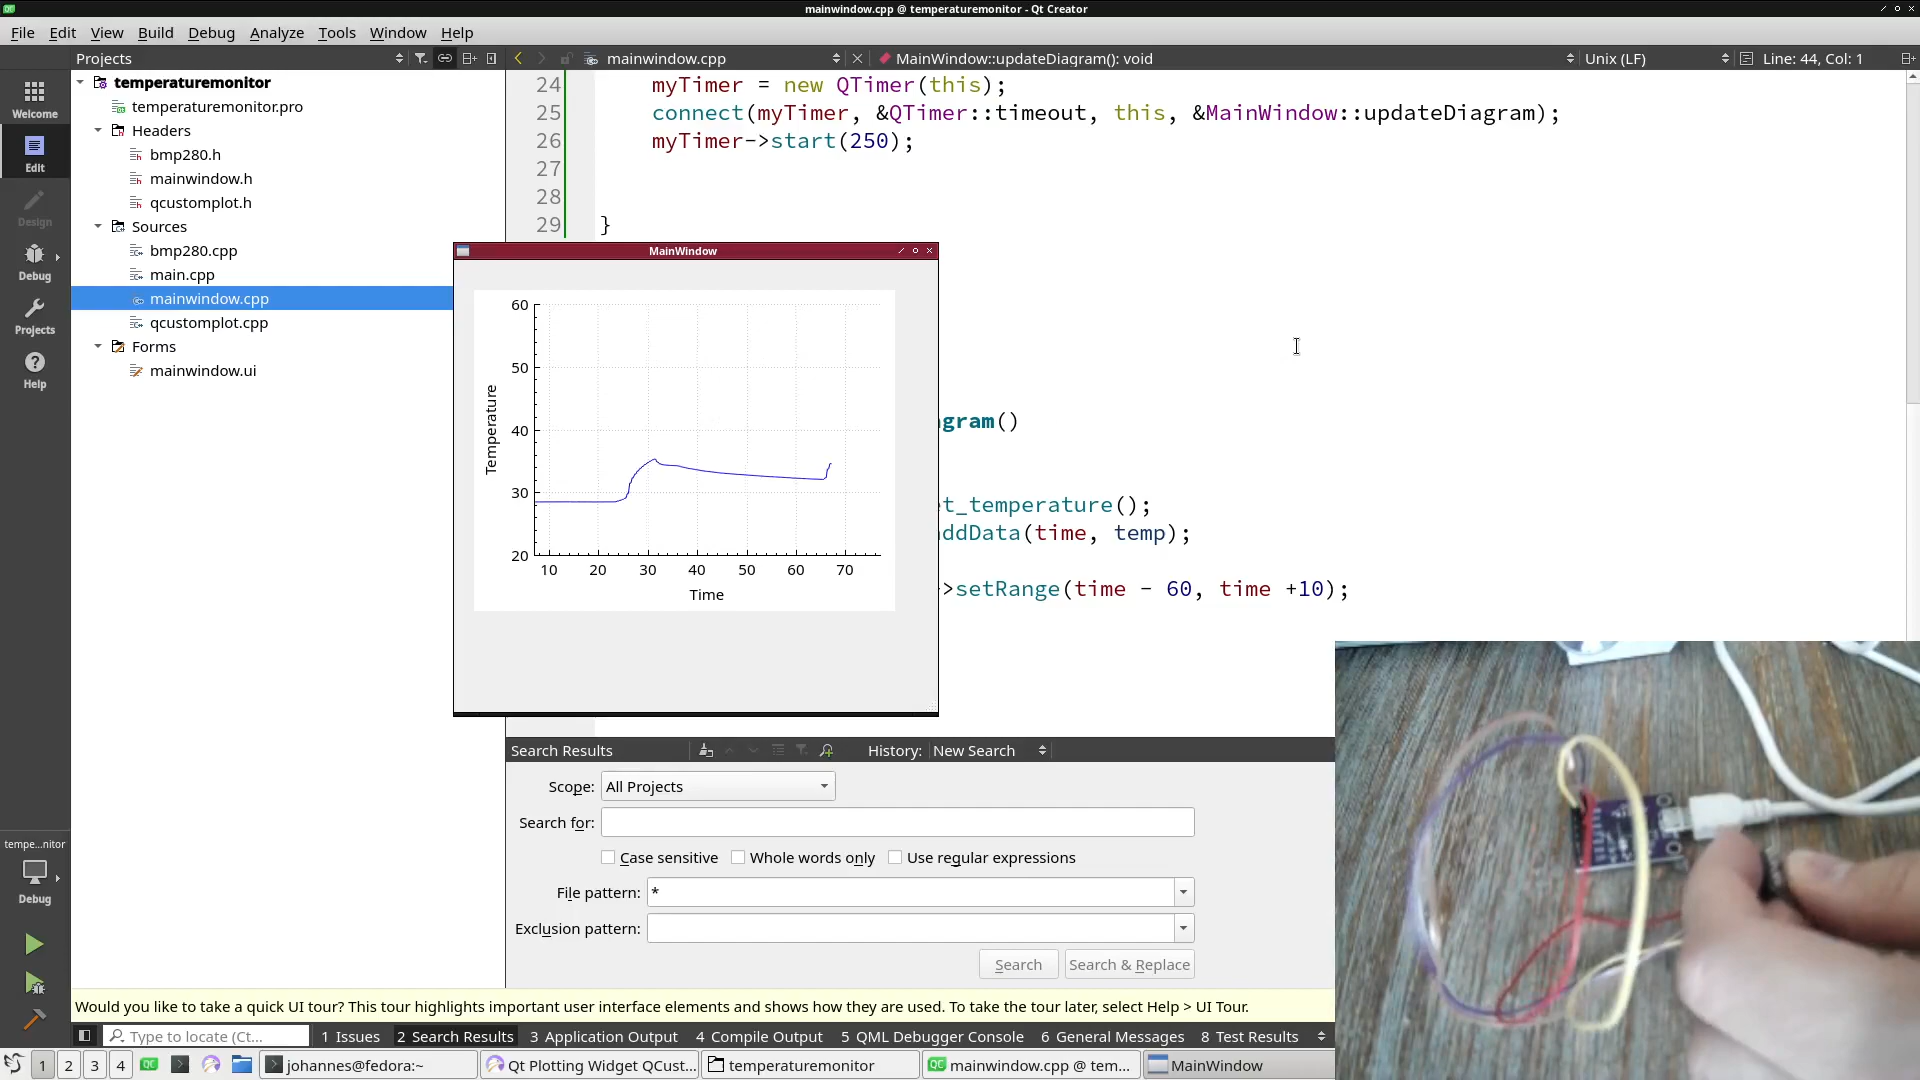 mainwindow.cpp @ temperaturemonitor - Qt Creator
File Edit View Build Debug Analyze Tools Window Help
Projects
mainwindow.cpp
MainWindow::updateDiagram(): void
Unix (LF)
Line: 44, Col: 1
Welcome
Edit
Design
Debug
Projects
Help
tempe...nitor
Debug
temperaturemonitor
temperaturemonitor.pro
Headers
bmp280.h
mainwindow.h
qcustomplot.h
Sources
bmp280.cpp
main.cpp
mainwindow.cpp
qcustomplot.cpp
Forms
mainwindow.ui
24 myTimer = new QTimer(this);
25 connect(myTimer, &QTimer::timeout, this, &MainWindow::updateDiagram);
26 myTimer->start(250);
27
28
29 }
gram()
et_temperature();
ddData(time, temp);
>setRange(time - 60, time +10);
MainWindow
60
50
40
30
20
Temperature
10 20 30 40 50 60 70
Time
Search Results
History: New Search
Scope: All Projects
Search for:
Case sensitive Whole words only Use regular expressions
File pattern: *
Exclusion pattern:
Search Search & Replace
Would you like to take a quick UI tour? This tour highlights important user interface elements and shows how they are used. To take the tour later, select Help > UI Tour.
Type to locate (Ct... 1 Issues 2 Search Results 3 Application Output 4 Compile Output 5 QML Debugger Console 6 General Messages 8 Test Results
1 2 3 4 johannes@fedora:~ Qt Plotting Widget QCust... temperaturemonitor mainwindow.cpp @ tem... MainWindow